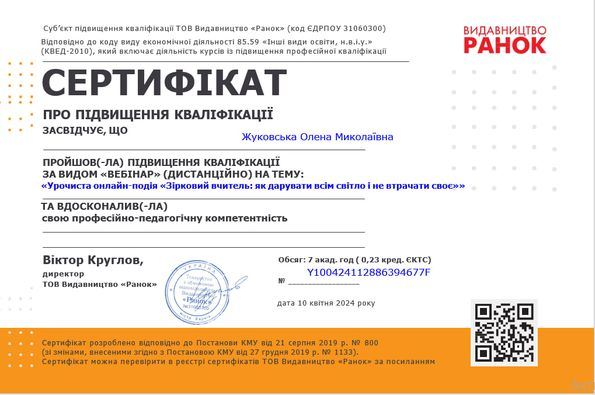 Суб'єкт підвищення кваліфікації ТОВ Видавництво «Ранок» (код ЄДРПОУ 31060300)
Відповідно до коду виду економічної діяльності 85.59 «Інші види освіти, н.в.і.у.»
(КВЕД-2010), який включає діяльність курсів із підвищення професійної кваліфікації
ВИДАВНИЦТВО
РАНОК
СЕРТИФІКАТ
ПРО ПІДВИЩЕННЯ КВАЛІФІКАЦІЇ
ЗАСВІДЧУЄ, ЩО
Жуковська Олена Миколаївна
ПРОЙШОВ(-ЛА) ПІДВИЩЕННЯ КВАЛІФІКАЦІЇ
ЗА ВИДОМ «ВЕБІНАР» (ДИСТАНЦІЙНО) НА ТЕМУ:
«Урочиста онлайн-подія «Зірковий вчитель: як дарувати всім світло і не втрачати своє»»
ТА ВДОСКОНАЛИВ(-ЛА)
свою професійно-педагогічну компетентність
Віктор Круглов,
директор
ТОВ Видавництво «Ранок»
УКРАЇНА
«Ранок»
Обсяг: 7 акад. год ( 0,23 кред. ЄКТС)
Y100424112886394677F
№
дата 10 квітня 2024 року
Сертифікат розроблено відповідно до Постанови КМУ від 21 серпня 2019 р. № 800
(зі змінами, внесеними згідно з Постановою КМУ від 27 грудня 2019 р. № 1133).
Сертифікат можна перевірити в реєстрі сертифікатів ТОВ Видавництво «Ранок» за посиланням